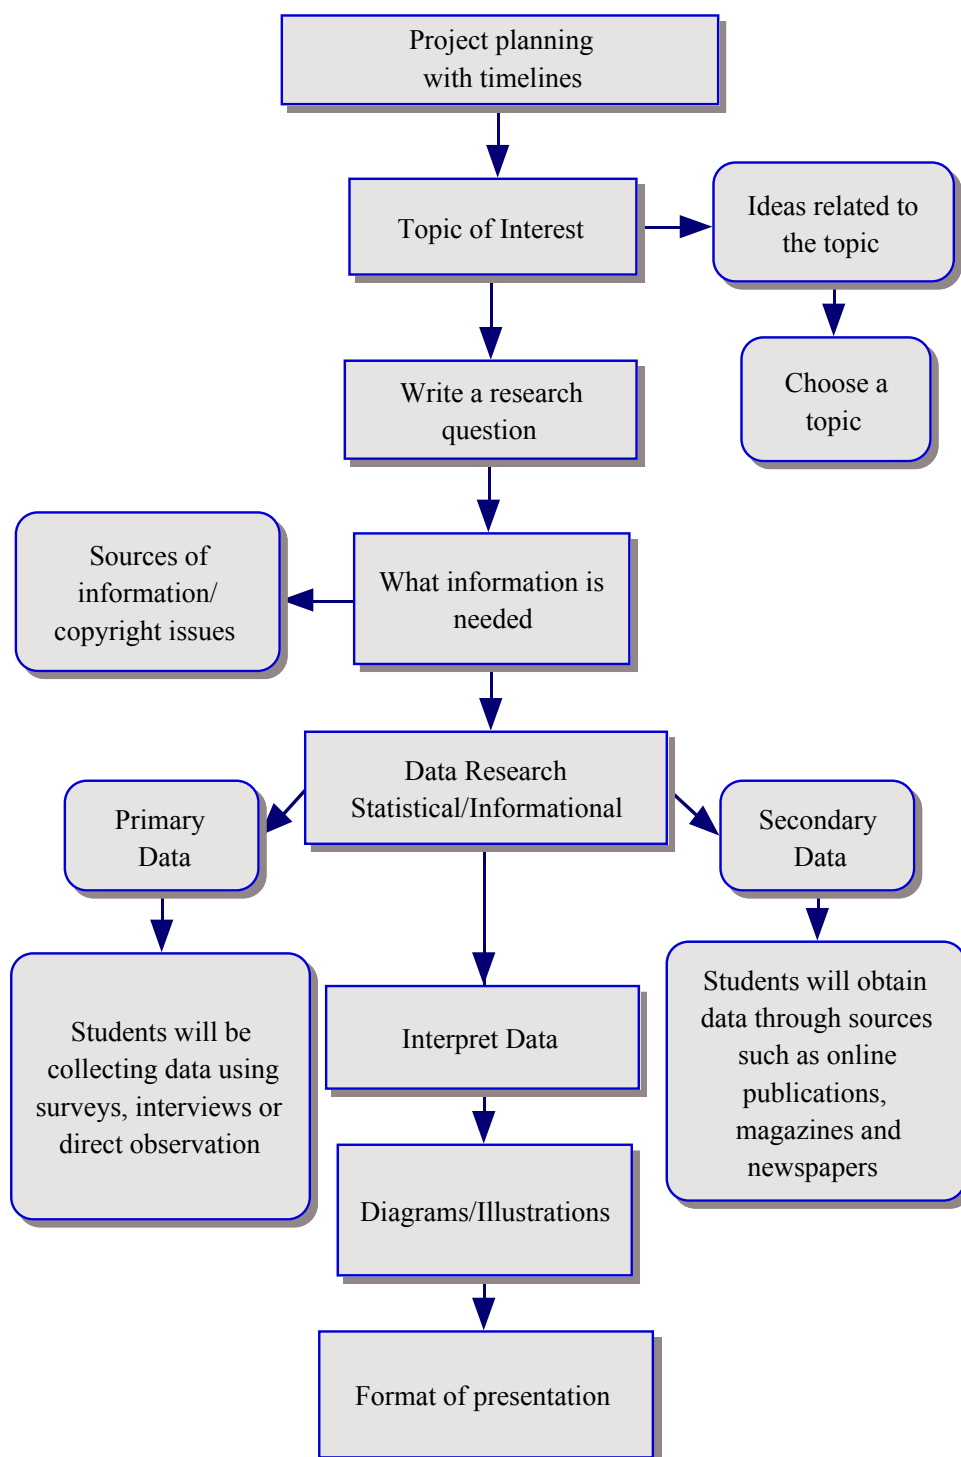 Project planning
with timelines
Topic of Interest
Ideas related to
the topic
Choose a
topic
Write a research
question
Sources of
information/
copyright issues
What information is
needed
Data Research
Statistical/Informational
Primary
Data
Secondary
Data
Students will be
collecting data using
surveys, interviews or
direct observation
Interpret Data
Students will obtain
data through sources
such as online
publications,
magazines and
newspapers
Diagrams/Illustrations
Format of presentation